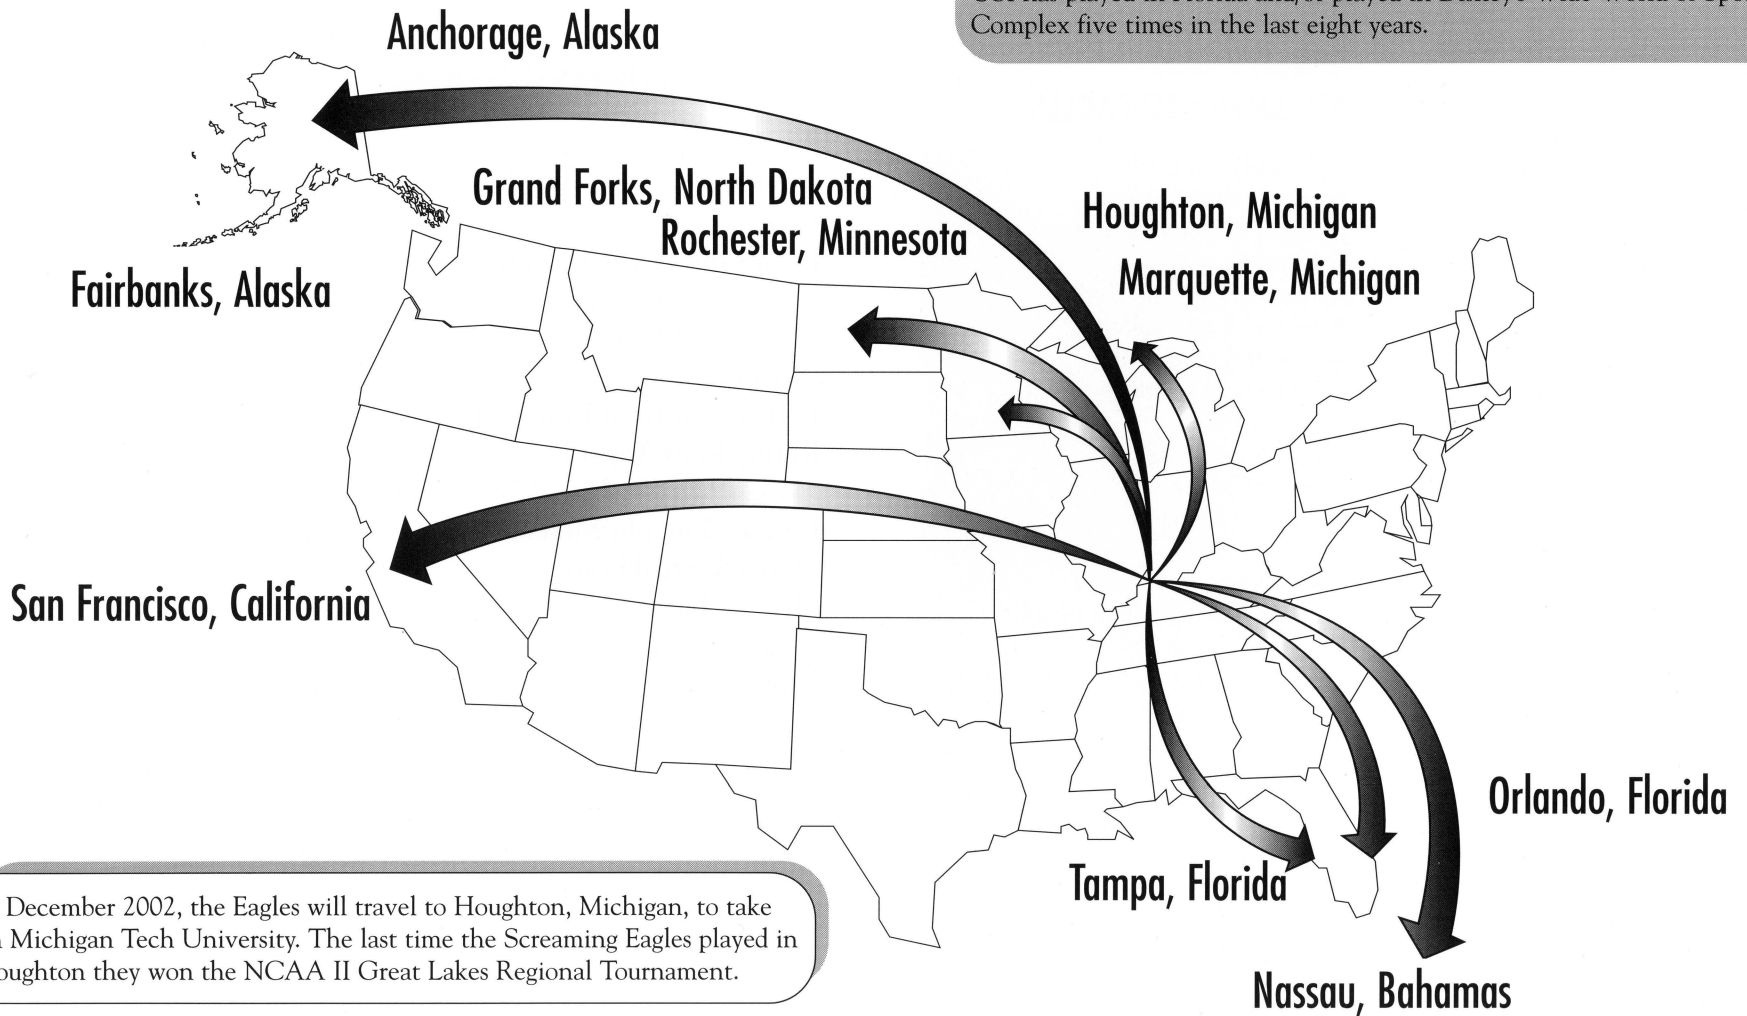 Complex five times in the last eight years.
Anchorage, Alaska
Grand Forks, North Dakota
Rochester, Minnesota
Houghton, Michigan
Marquette, Michigan
Fairbanks, Alaska
San Francisco, California
Orlando, Florida
Tampa, Florida
Nassau, Bahamas
December 2002, the Eagles will travel to Houghton, Michigan, to take
Michigan Tech University. The last time the Screaming Eagles played in
oughton they won the NCAA II Great Lakes Regional Tournament.